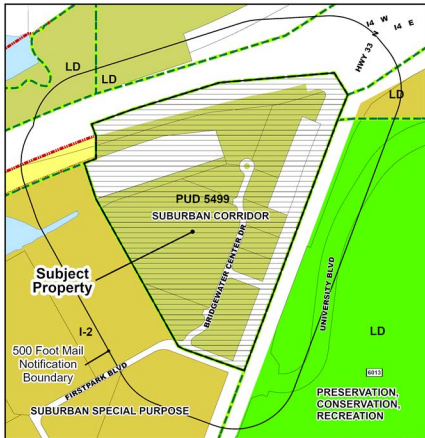 I4 W
I4 E
HWY 33 N
LD
LD
LD
PUD 5499
SUBURBAN CORRIDOR
BRIDGEWATER CENTER DR
UNIVERSITY BLVD
Subject
Property
I-2
LD
500 Foot Mail
Notification
Boundary
FIRSTPARK BLVD
6013
PRESERVATION,
CONSERVATION,
RECREATION
SUBURBAN SPECIAL PURPOSE